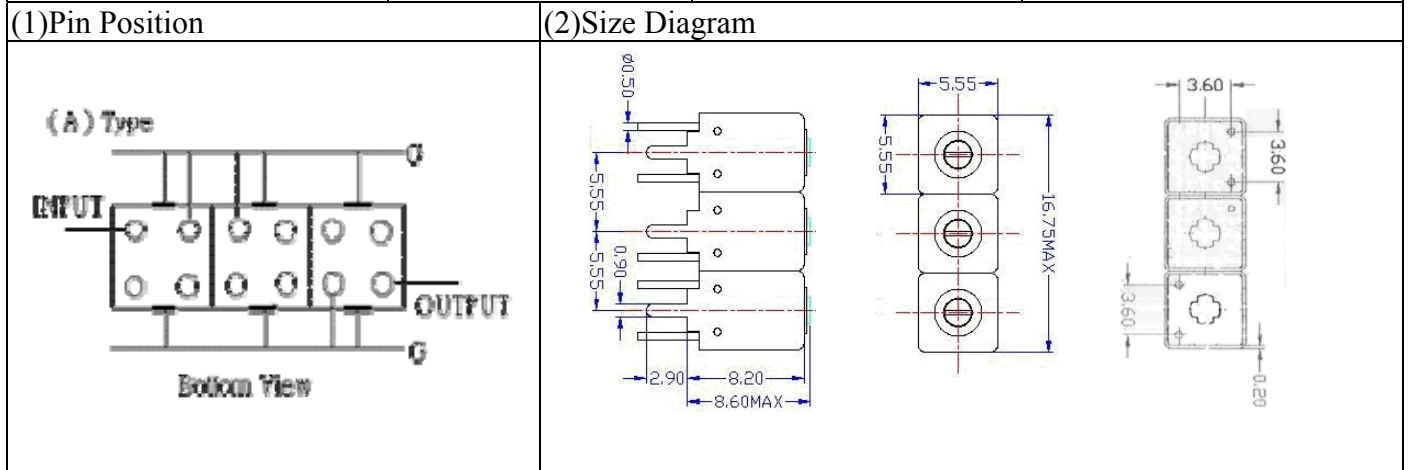 (1)Pin Position
(2)Size Diagram
(A) Type
G
INPUT
OUTPUT
G
Bottom View
ø0.50
5.55
5.55
0.90
2.90
8.20
8.60MAX
5.55
5.55
16.75MAX
3.60
3.60
3.60
0.20